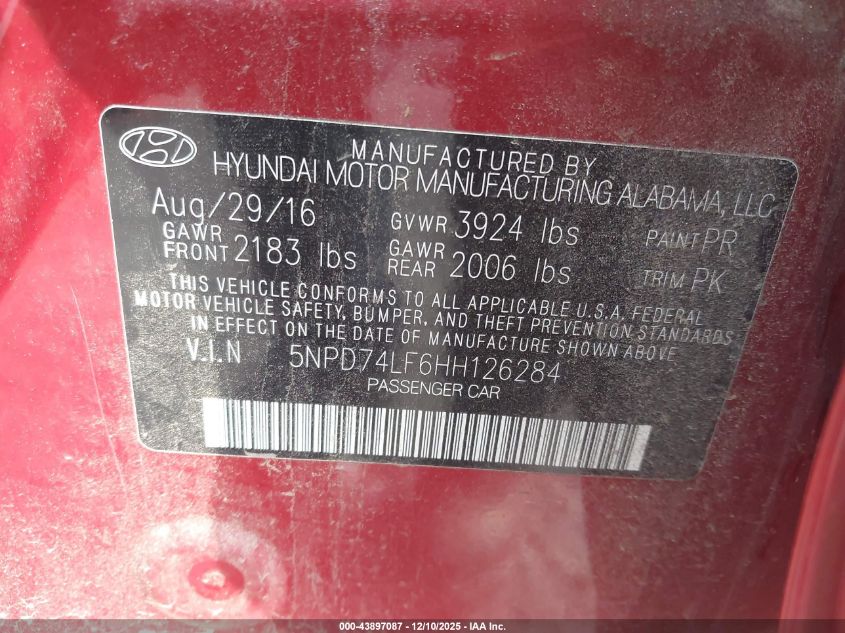 MANUFACTURED BY
HYUNDAI MOTOR MANUFACTURING ALABAMA, LLC
Aug/29/16 GVWR 3924 lbs PAINT PR
GAWR FRONT 2183 lbs GAWR REAR 2006 lbs TRIM PK
THIS VEHICLE CONFORMS TO ALL APPLICABLE U.S.A. FEDERAL
MOTOR VEHICLE SAFETY, BUMPER, AND THEFT PREVENTION STANDARDS
IN EFFECT ON THE DATE OF MANUFACTURE SHOWN ABOVE.
V.I.N 5NPD74LF6HH126284
PASSENGER CAR
000-43897087 - 12/10/2025 - IAA Inc.